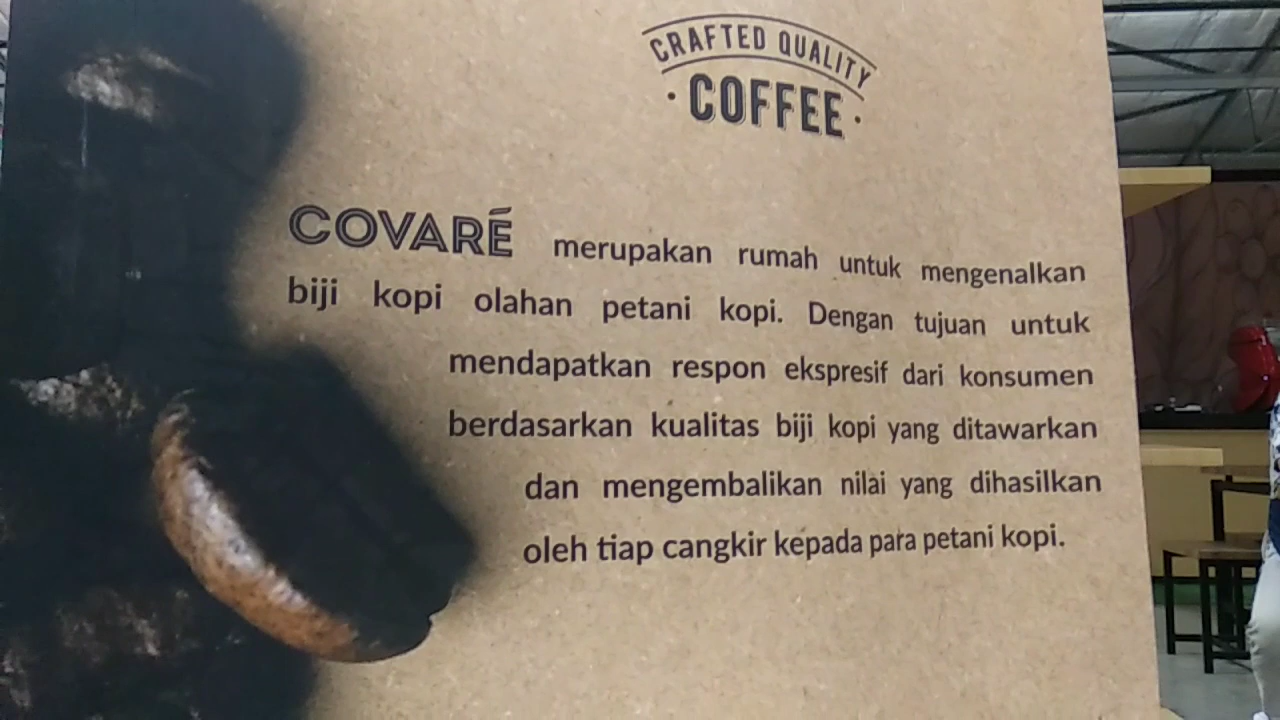 CRAFTED QUALITY
· COFFEE ·
COVARÉ merupakan rumah untuk mengenalkan
biji kopi olahan petani kopi. Dengan tujuan untuk
mendapatkan respon ekspresif dari konsumen
berdasarkan kualitas biji kopi yang ditawarkan
dan mengembalikan nilai yang dihasilkan
oleh tiap cangkir kepada para petani kopi.